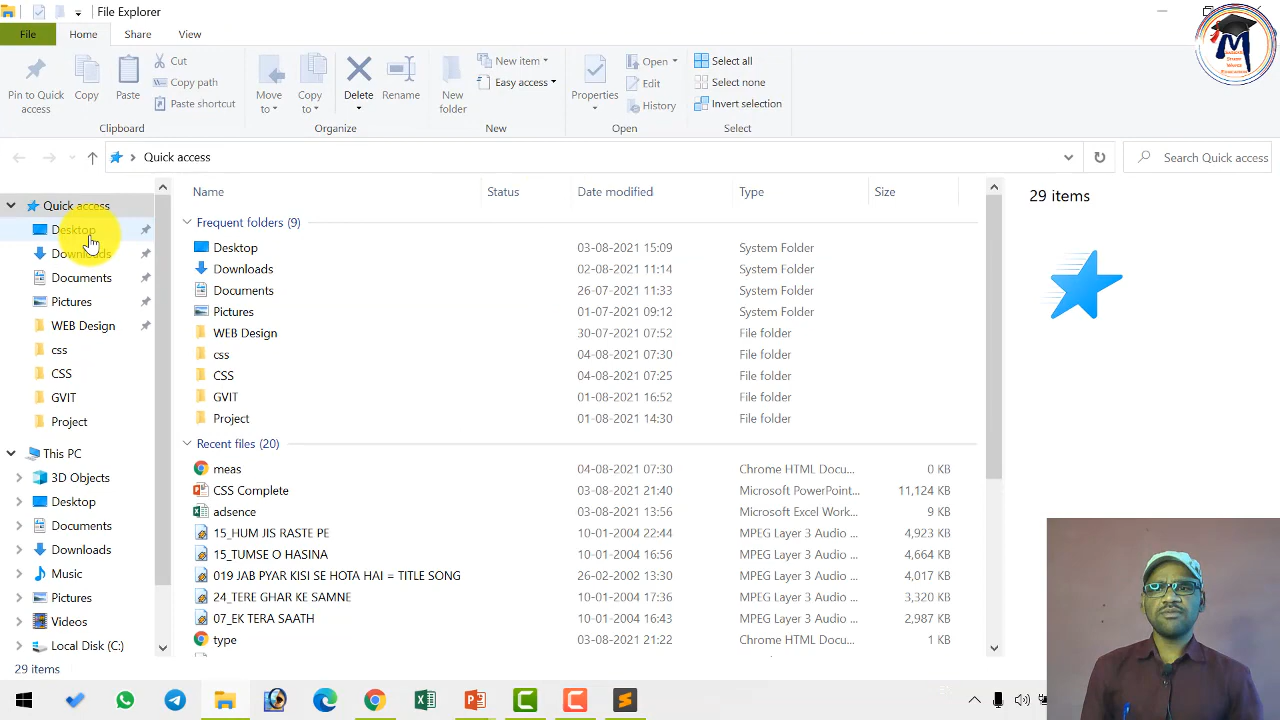 File Explorer
File Home Share View
Pin to Quick access
Copy
Paste
Cut
Copy path
Paste shortcut
Clipboard
Move to
Copy to
Delete
Rename
Organize
New folder
New item
Easy access
New
Properties
Open
Edit
History
Open
Select all
Select none
Invert selection
Select
M
EDUCATION
Quick access
Search Quick access
Quick access
Desktop
Downloads
Documents
Pictures
WEB Design
css
CSS
GVIT
Project
This PC
3D Objects
Desktop
Documents
Downloads
Music
Pictures
Videos
Local Disk (C:)
Name Status Date modified Type Size
Frequent folders (9)
Desktop 03-08-2021 15:09 System Folder
Downloads 02-08-2021 11:14 System Folder
Documents 26-07-2021 11:33 System Folder
Pictures 01-07-2021 09:12 System Folder
WEB Design 30-07-2021 07:52 File folder
css 04-08-2021 07:30 File folder
CSS 04-08-2021 07:25 File folder
GVIT 01-08-2021 16:52 File folder
Project 01-08-2021 14:30 File folder
Recent files (20)
meas 04-08-2021 07:30 Chrome HTML Docu... 0 KB
CSS Complete 03-08-2021 21:40 Microsoft PowerPoint... 11,124 KB
adsence 03-08-2021 13:56 Microsoft Excel Work... 9 KB
15_HUM JIS RASTE PE 10-01-2004 22:44 MPEG Layer 3 Audio ... 4,923 KB
15_TUMSE O HASINA 10-01-2004 16:56 MPEG Layer 3 Audio ... 4,664 KB
019 JAB PYAR KISI SE HOTA HAI = TITLE SONG 26-02-2002 13:30 MPEG Layer 3 Audio ... 4,017 KB
24_TERE GHAR KE SAMNE 10-01-2004 17:36 MPEG Layer 3 Audio ... 3,320 KB
07_EK TERA SAATH 10-01-2004 16:43 MPEG Layer 3 Audio ... 2,987 KB
type 03-08-2021 21:22 Chrome HTML Docu... 1 KB
29 items
29 items